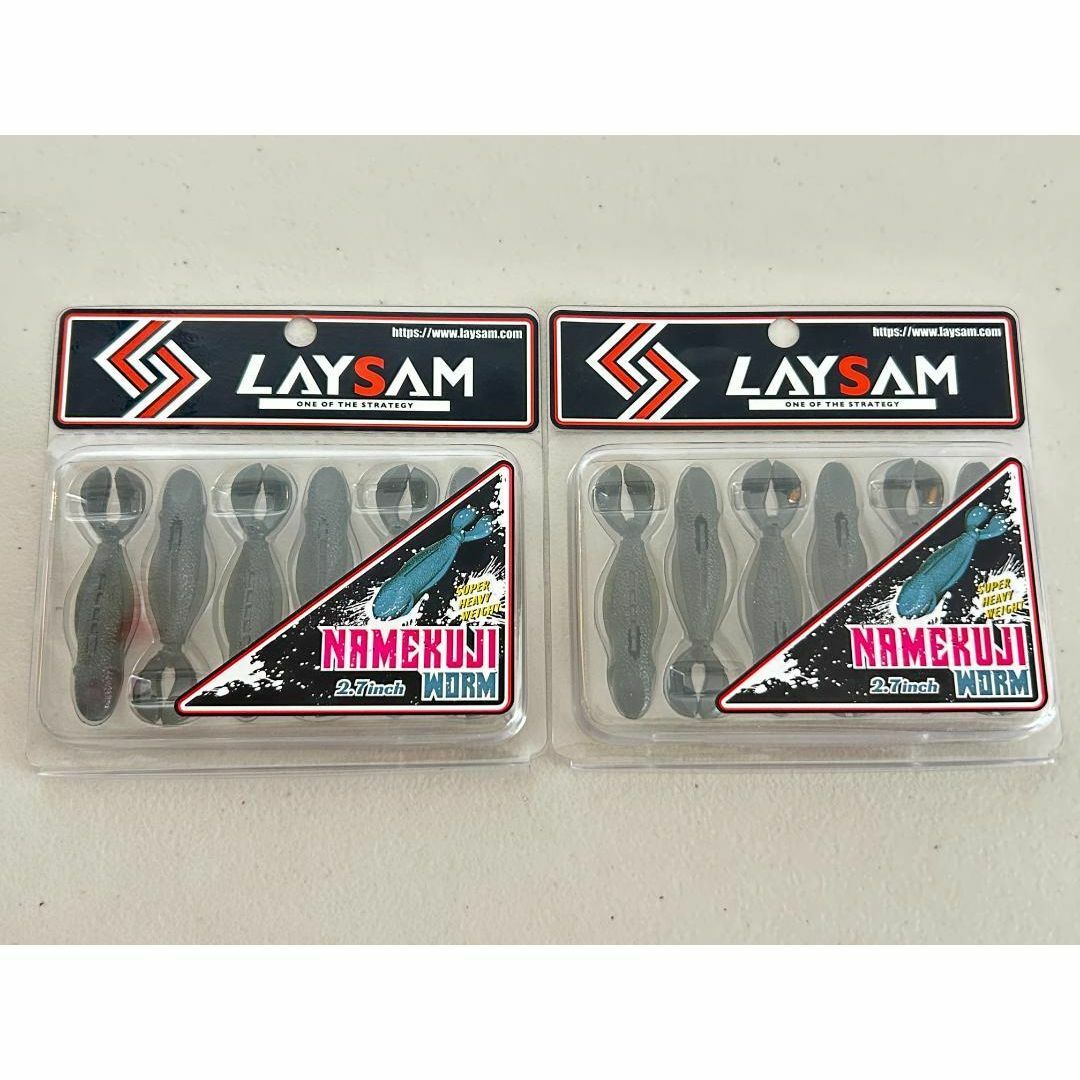 https://www.laysam.com
LAYSAM
ONE OF THE STRATEGY
SUPER
HEAVY
WEIGHT
NAMEKUJI
2.7inch WORM
https://www.laysam.com
LAYSAM
ONE OF THE STRATEGY
SUPER
HEAVY
WEIGHT
NAMEKUJI
2.7inch WORM